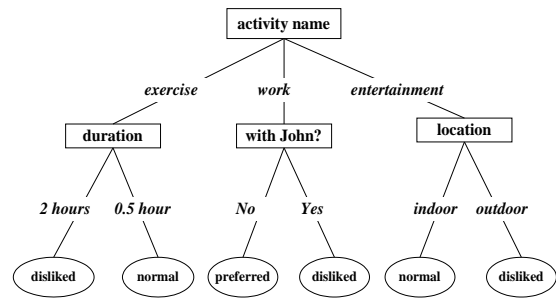 activity name
exercise work entertainment
duration with John? location
2 hours 0.5 hour No Yes indoor outdoor
disliked normal preferred disliked normal disliked